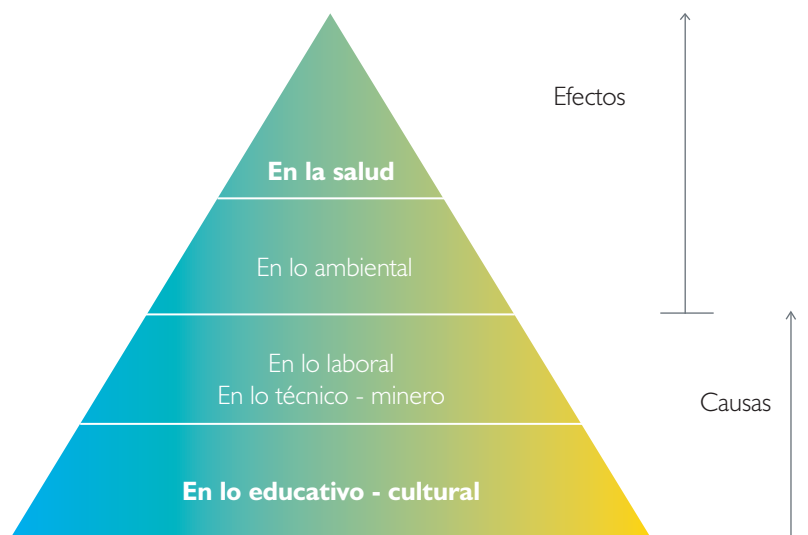 Efectos
En la salud
En lo ambiental
En lo laboral
En lo técnico - minero
Causas
En lo educativo - cultural